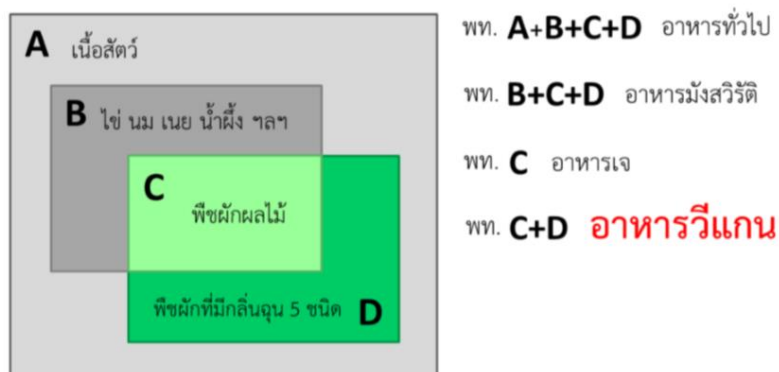 A เนื้อสัตว์
B ไข่ นม เนย น้ำผึ้ง ฯลฯ
C
พืชผักผลไม้
พืชผักที่มีกลิ่นฉุน 5 ชนิด D
พท. A+B+C+D อาหารทั่วไป
พท. B+C+D อาหารมังสวิรัติ
พท. C อาหารเจ
พท. C+D อาหารวีแกน